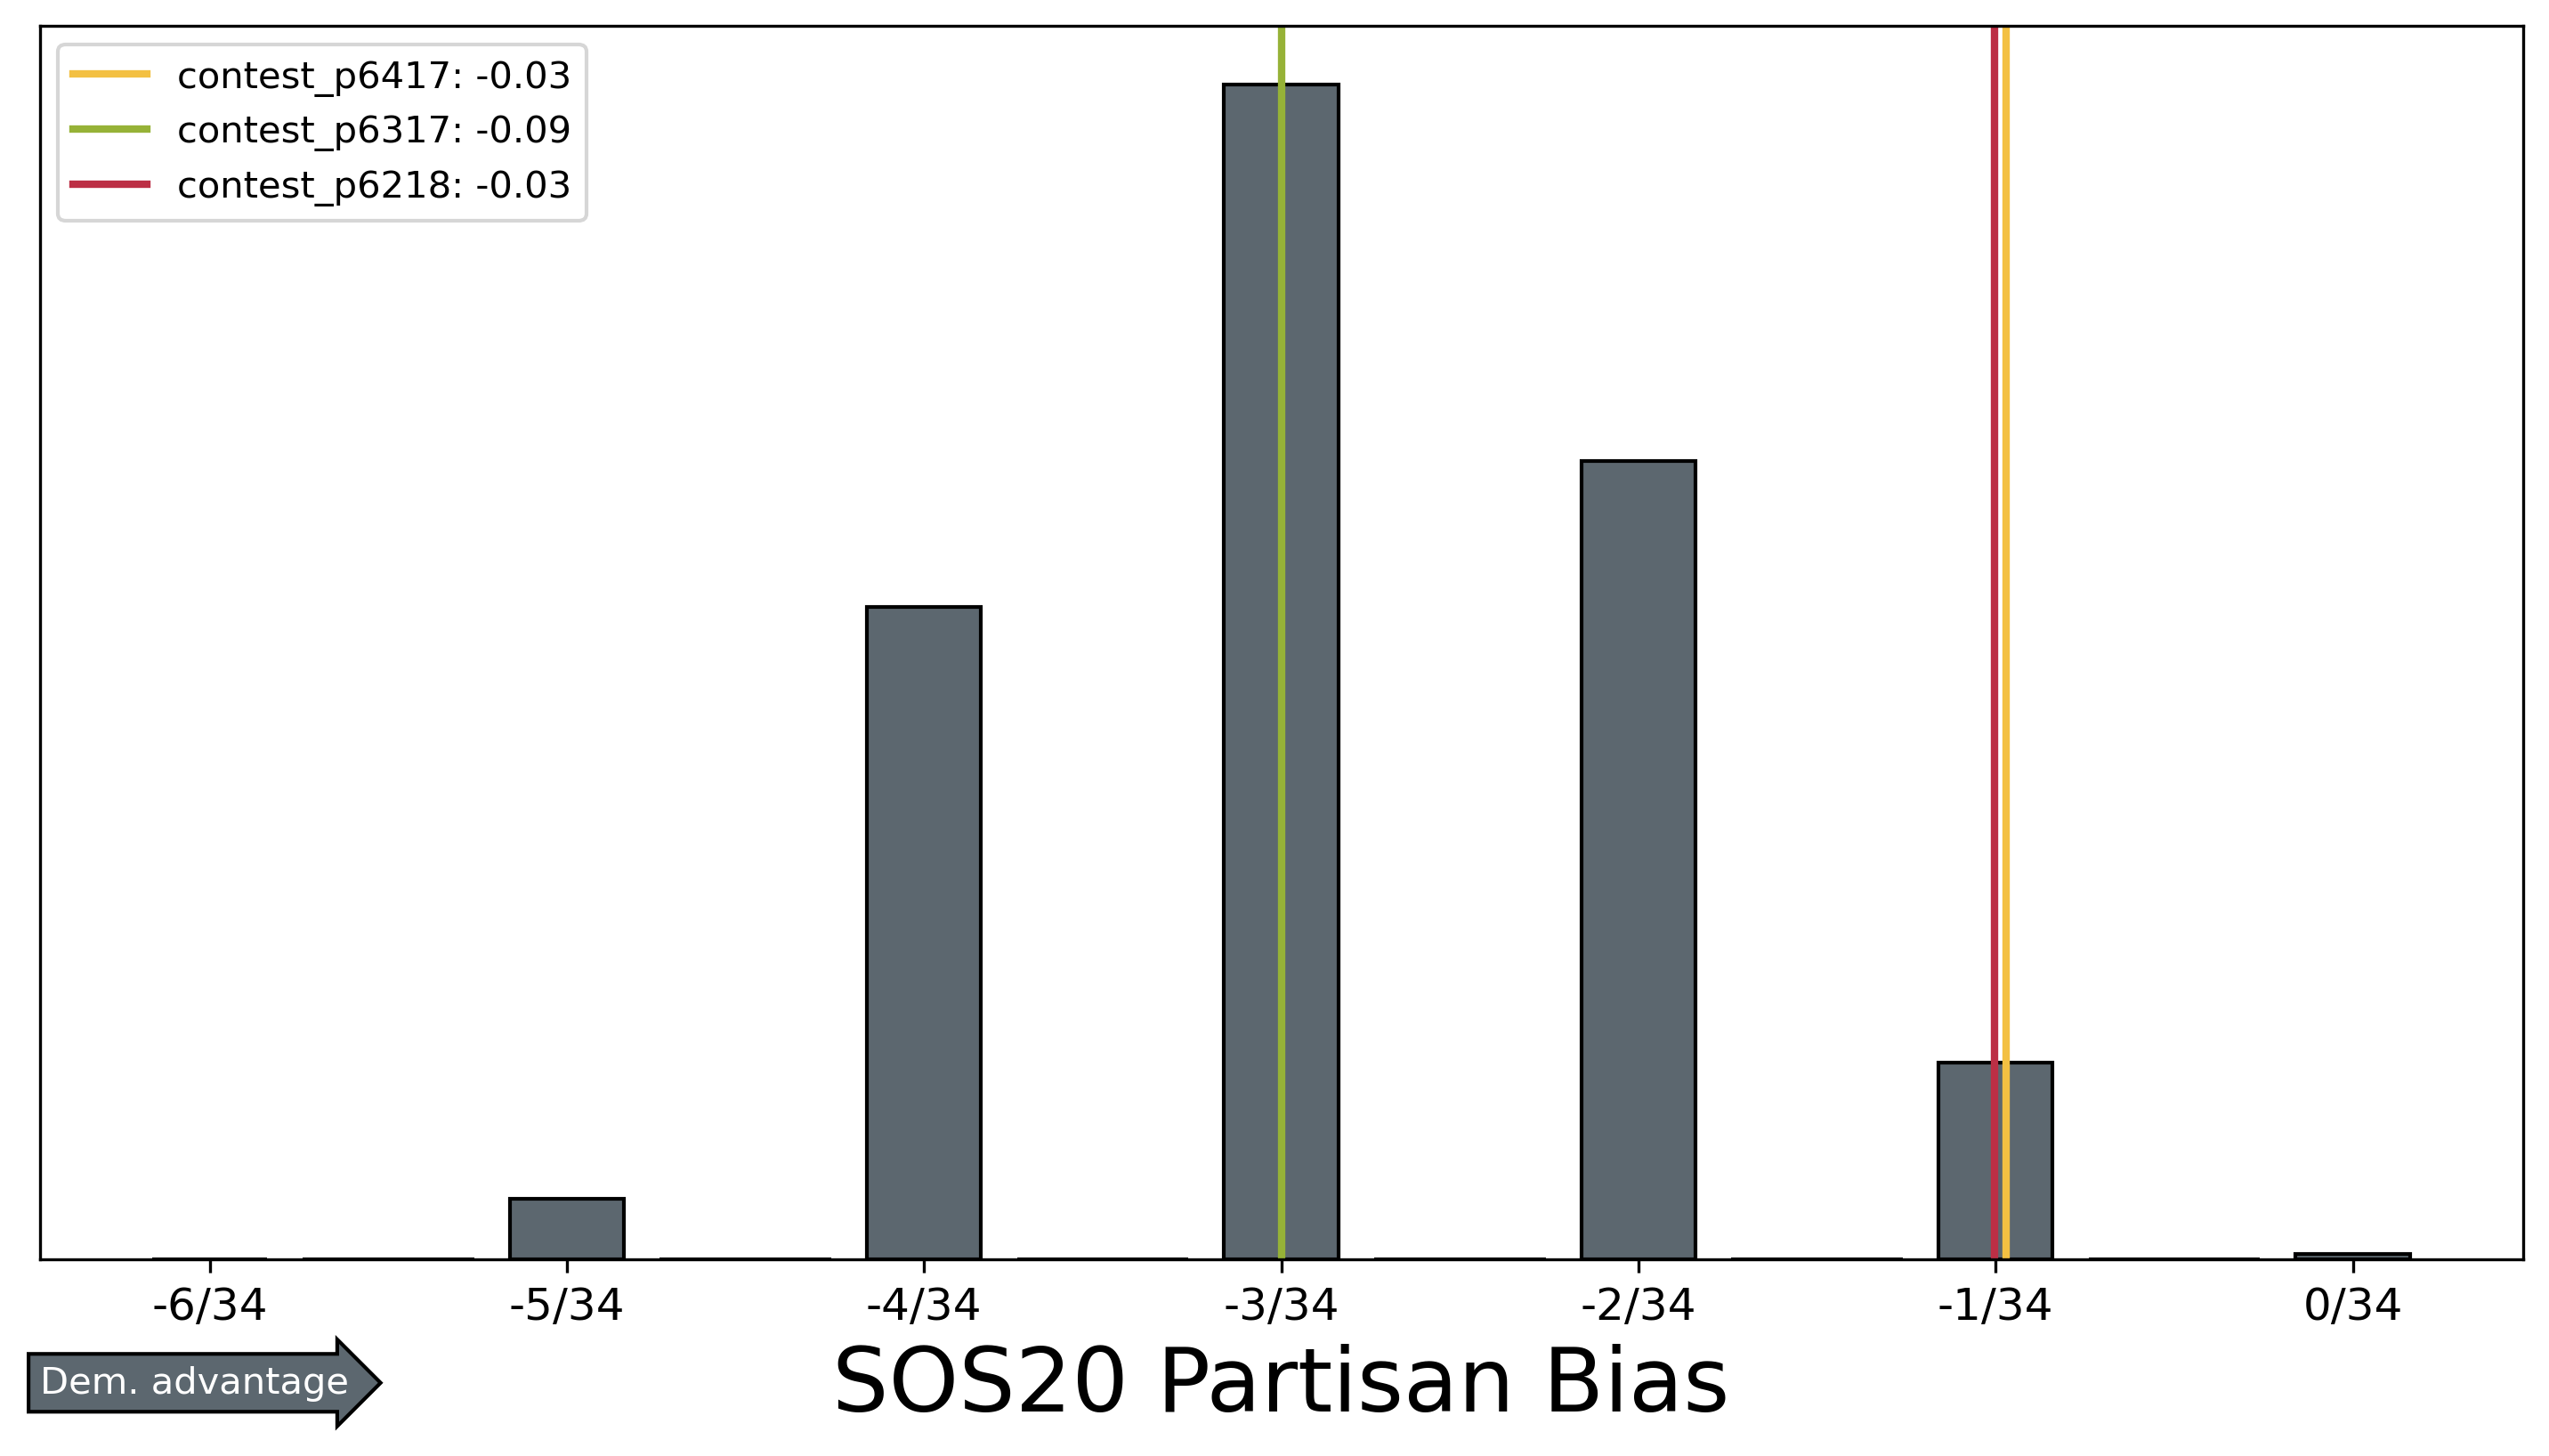 contest_p6417: -0.03
contest_p6317: -0.09
contest_p6218: -0.03
-6/34 -5/34 -4/34 -3/34 -2/34 -1/34 0/34
Dem. advantage
SOS20 Partisan Bias